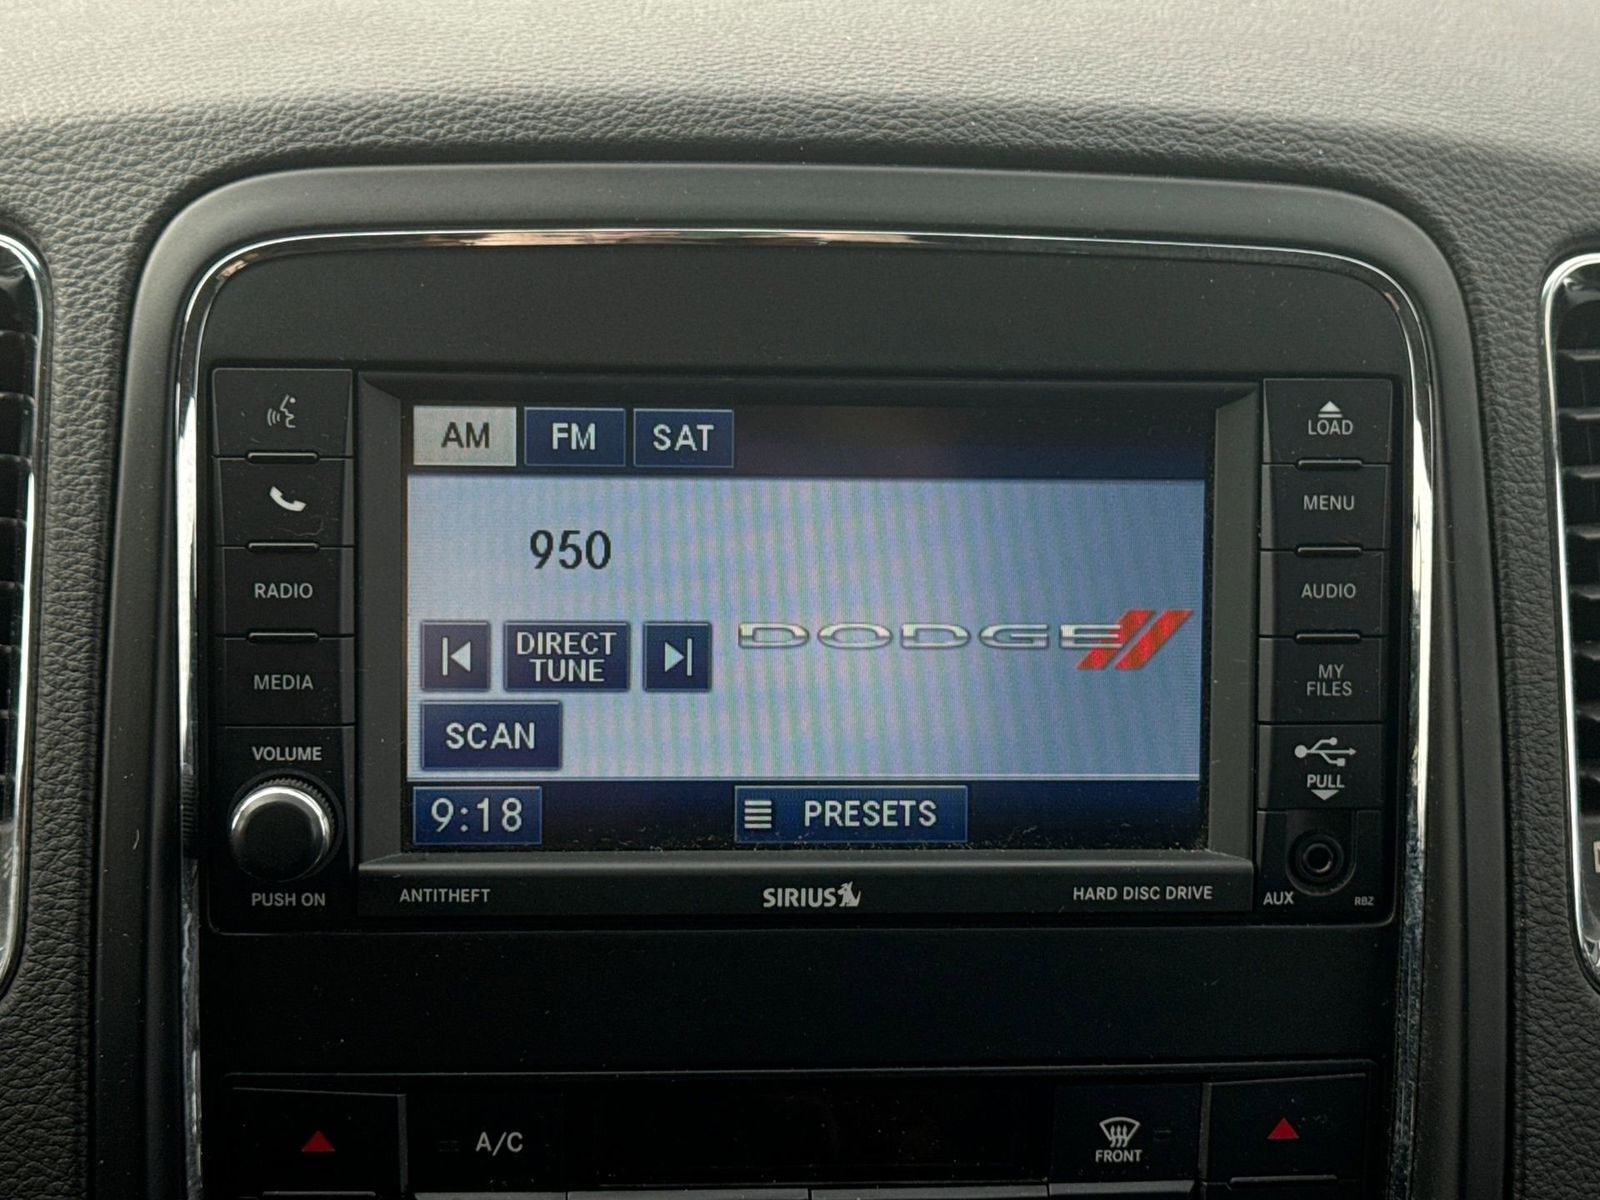 AM FM SAT
LOAD
MENU
950
RADIO
AUDIO
DIRECT
TUNE
DODGE
MEDIA
MY
FILES
SCAN
VOLUME
PULL
9:18
PRESETS
PUSH ON
ANTITHEFT
SIRIUS
HARD DISC DRIVE
AUX
RBZ
A/C
FRONT